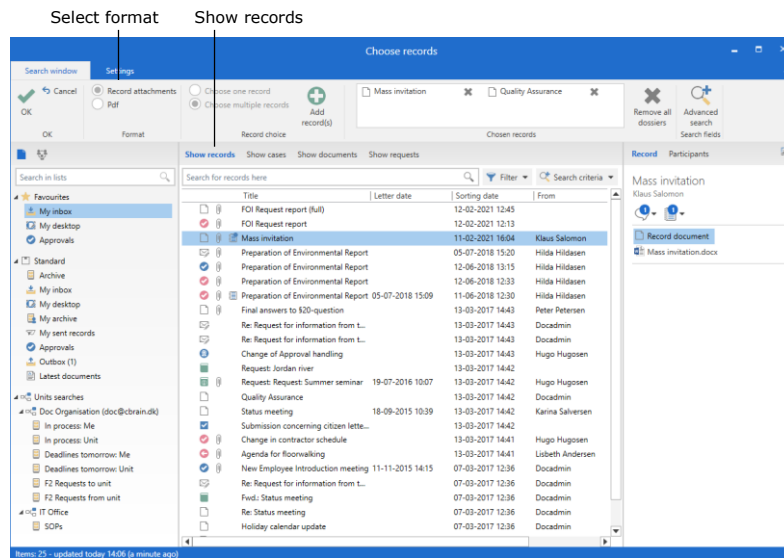 Select format Show records
Choose records
Search window Settings
OK
Cancel
OK
Record attachments
Pdf
Format
Choose one record
Choose multiple records
Add
record(s)
Record choice
Mass invitation Quality Assurance
Chosen records
Remove all
dossiers
Advanced
search
Search fields
Show records Show cases Show documents Show requests
Search in lists
Favourites
My inbox
My desktop
Approvals
Standard
Archive
My inbox
My desktop
My archive
My sent records
Approvals
Outbox (1)
Latest documents
Units searches
Doc Organisation (doc@cbrain.dk)
In process: Me
In process: Unit
Deadlines tomorrow: Me
Deadlines tomorrow: Unit
F2 Requests to unit
F2 Requests from unit
IT Office
SOPs
Search for records here Filter Search criteria
Title Letter date Sorting date From
FOI Request report (full) 12-02-2021 12:45
FOI Request report 12-02-2021 12:13
Mass invitation 11-02-2021 16:04 Klaus Salomon
Preparation of Environmental Report 05-07-2018 15:20 Hilda Hildasen
Preparation of Environmental Report 12-06-2018 13:15 Hilda Hildasen
Preparation of Environmental Report 12-06-2018 12:33 Hilda Hildasen
Preparation of Environmental Report 05-07-2018 15:09 11-06-2018 12:30 Hilda Hildasen
Final answers to §20-question 13-03-2017 14:43 Peter Petersen
Re: Request for information from t... 13-03-2017 14:43 Docadmin
Re: Request for information from t... 13-03-2017 14:43 Docadmin
Change of Approval handling 13-03-2017 14:43 Hugo Hugosen
Request: Jordan river 13-03-2017 14:42
Request: Request: Summer seminar 19-07-2016 10:07 13-03-2017 14:42 Hugo Hugosen
Quality Assurance 13-03-2017 14:42 Docadmin
Status meeting 18-09-2015 10:39 13-03-2017 14:42 Karina Salversen
Submission concerning citizen lette... 13-03-2017 14:42
Change in contractor schedule 13-03-2017 14:41 Hugo Hugosen
Agenda for floorwalking 13-03-2017 14:41 Lisbeth Andersen
New Employee Introduction meeting 11-11-2015 14:15 07-03-2017 12:36 Docadmin
Re: Request for information from t... 07-03-2017 12:36 Docadmin
Fwd.: Status meeting 07-03-2017 12:36 Docadmin
Re: Status meeting 07-03-2017 12:36 Docadmin
Holiday calendar update 07-03-2017 12:36 Docadmin
Record Participants
Mass invitation
Klaus Salomon
Record document
Mass invitation.docx
Items: 25 - updated today 14:06 (a minute ago)